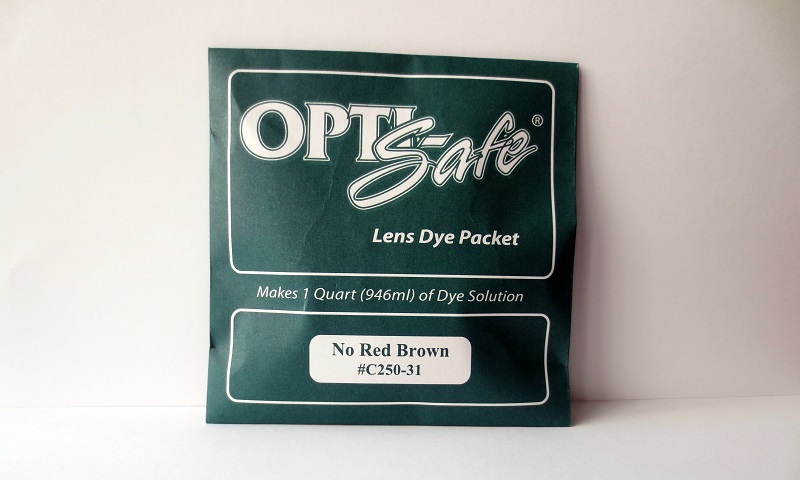 OPTI-Safe®
Lens Dye Packet
Makes 1 Quart (946ml) of Dye Solution
No Red Brown
#C250-31